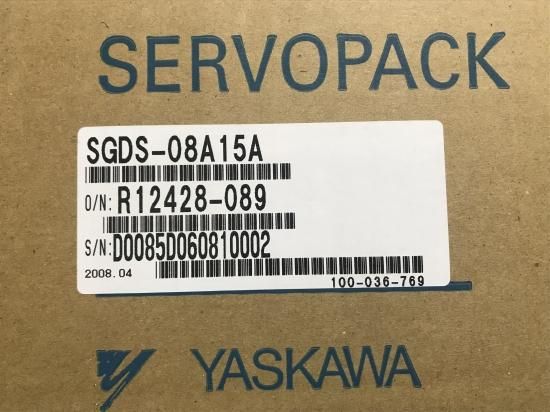 SERVOPACK
SGDS-08A15A
O/N: R12428-089
S/N: D0085D060810002
2008.04
100-036-769
YASKAWA